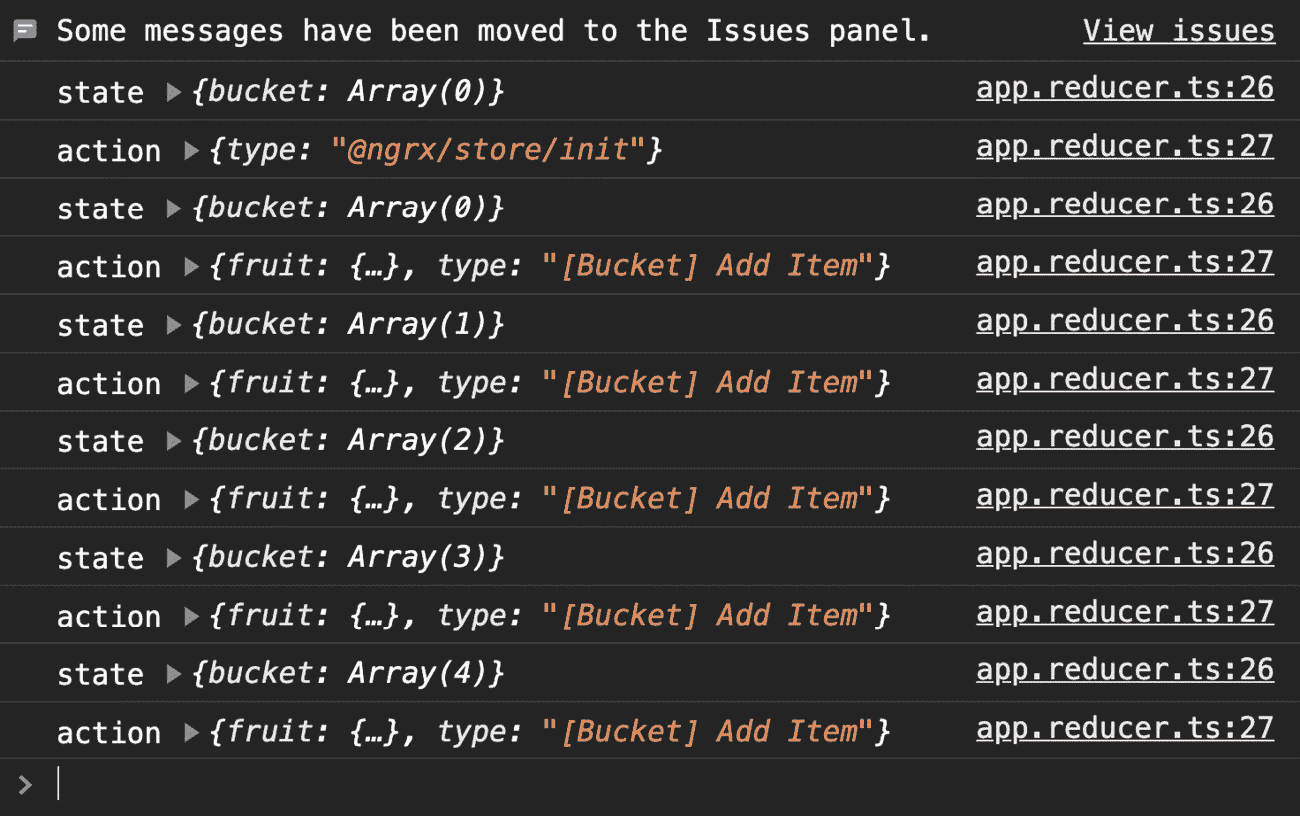 Some messages have been moved to the Issues panel. View issues
state ▶{bucket: Array(0)} app.reducer.ts:26
action ▶{type: "@ngrx/store/init"} app.reducer.ts:27
state ▶{bucket: Array(0)} app.reducer.ts:26
action ▶{fruit: {…}, type: "[Bucket] Add Item"} app.reducer.ts:27
state ▶{bucket: Array(1)} app.reducer.ts:26
action ▶{fruit: {…}, type: "[Bucket] Add Item"} app.reducer.ts:27
state ▶{bucket: Array(2)} app.reducer.ts:26
action ▶{fruit: {…}, type: "[Bucket] Add Item"} app.reducer.ts:27
state ▶{bucket: Array(3)} app.reducer.ts:26
action ▶{fruit: {…}, type: "[Bucket] Add Item"} app.reducer.ts:27
state ▶{bucket: Array(4)} app.reducer.ts:26
action ▶{fruit: {…}, type: "[Bucket] Add Item"} app.reducer.ts:27
>